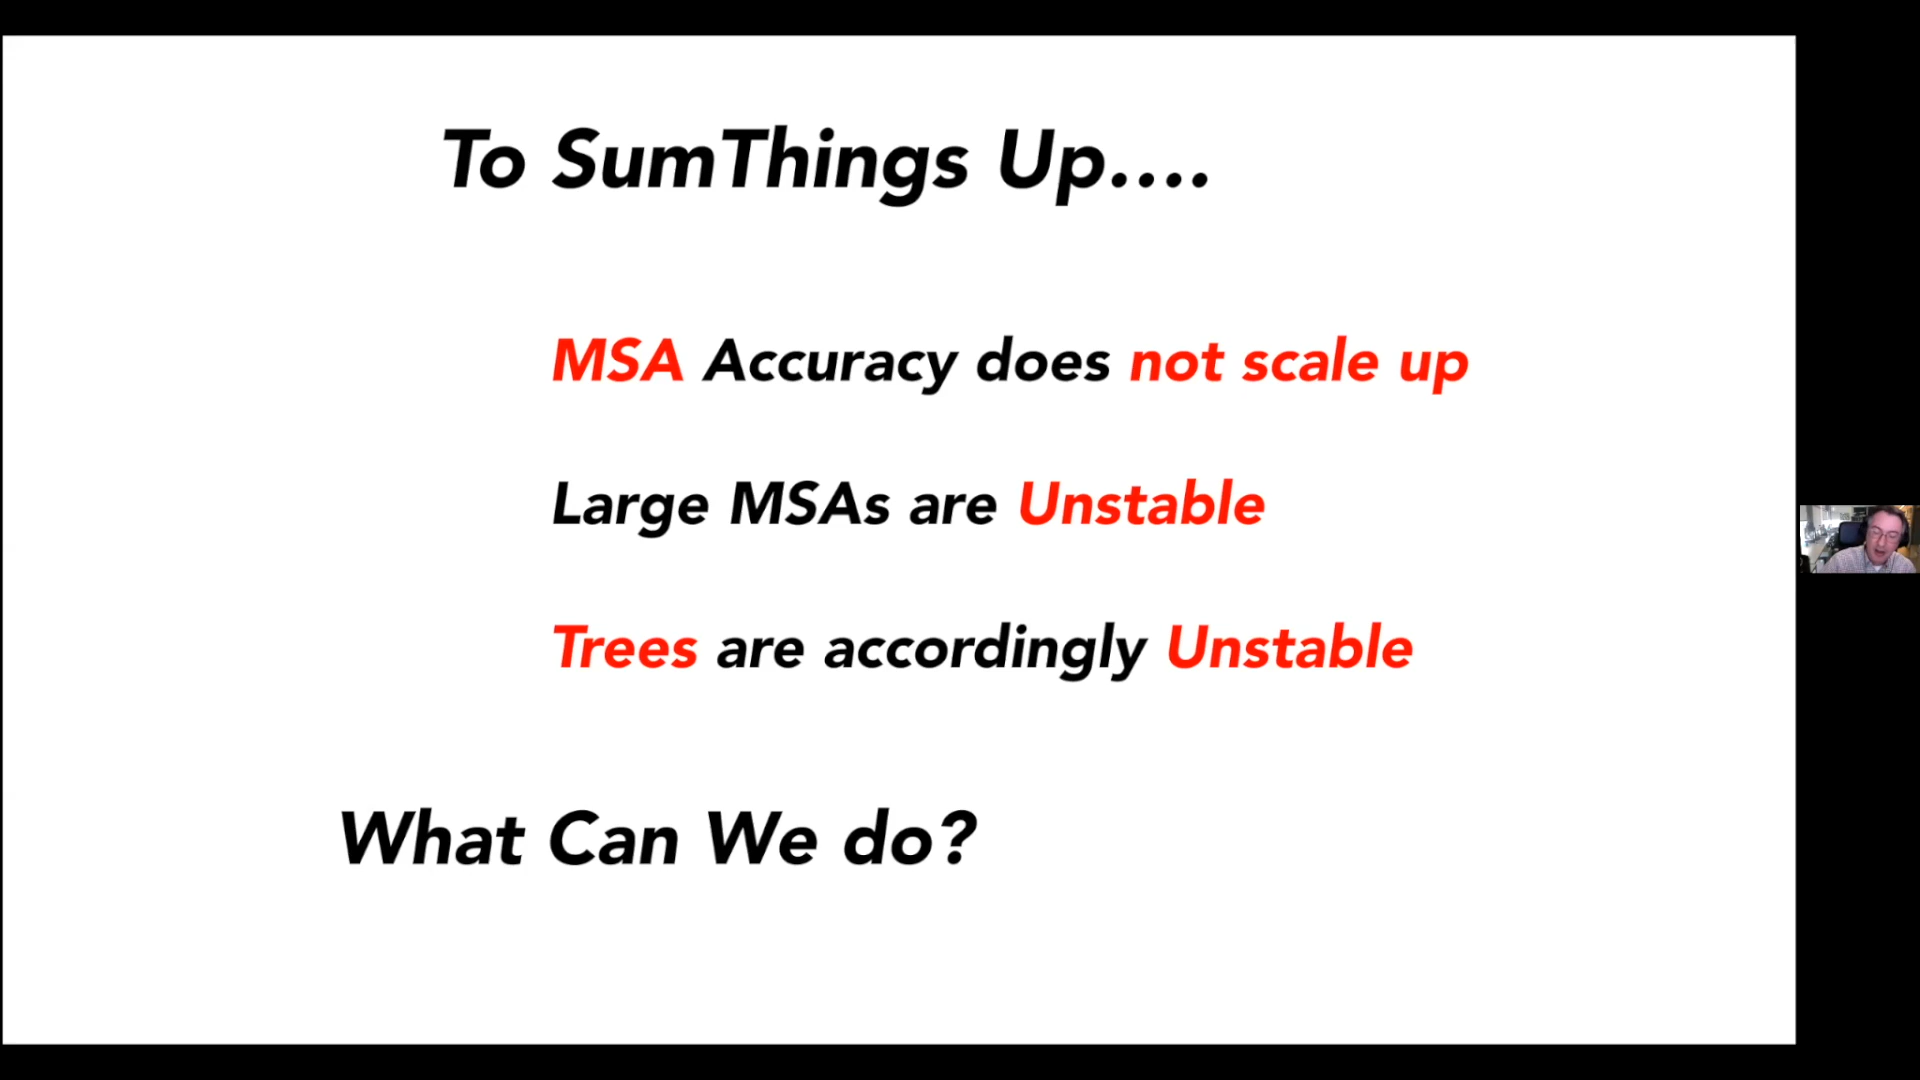 To SumThings Up....
MSA Accuracy does not scale up
Large MSAs are Unstable
Trees are accordingly Unstable
What Can We do?